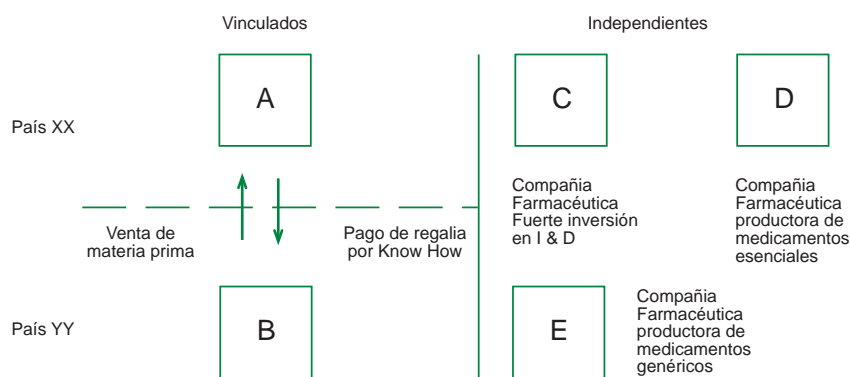 Vinculados
Independientes
País XX
A
C
D
Compañia
Farmacéutica
Fuerte inversión
en I & D
Compañia
Farmacéutica
productora de
medicamentos
esenciales
Venta de
materia prima
Pago de regalia
por Know How
País YY
B
E
Compañia
Farmacéutica
productora de
medicamentos
genéricos